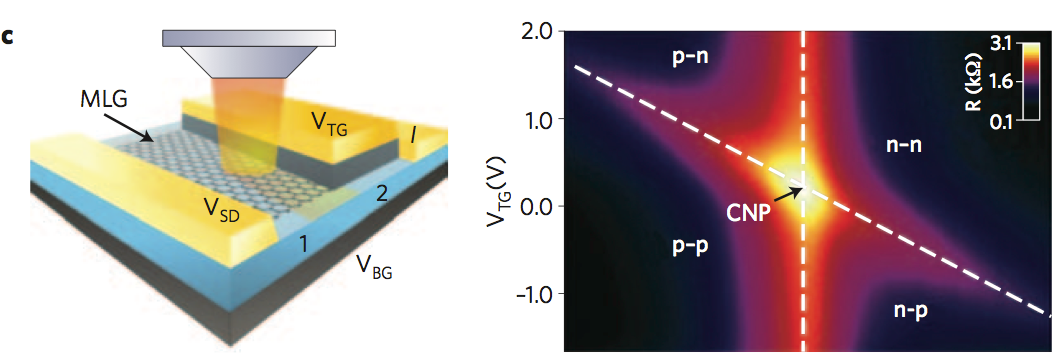 c
MLG
V_TG
I
V_SD
1
2
V_BG
V_TG(V)
2.0
1.0
0.0
−1.0
p–n
n–n
p–p
n-p
CNP
R (kΩ)
3.1
1.6
0.1